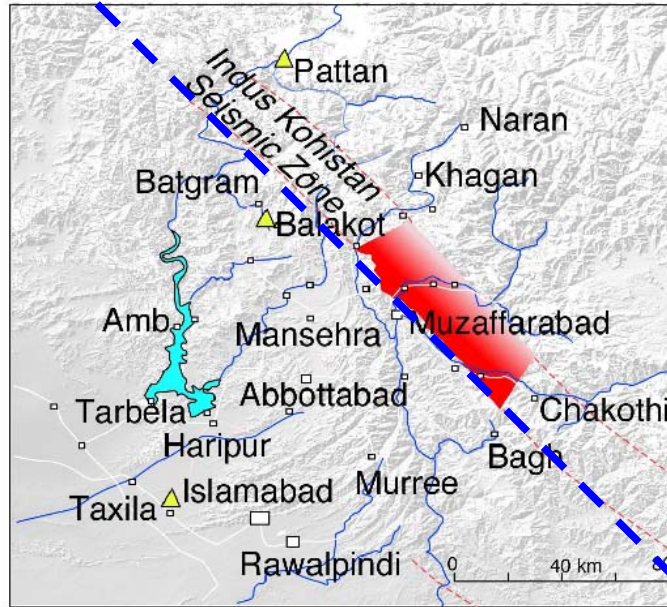 Pattan
Indus Kohistan
Seismic Zone
Naran
Khagan
Batgram
Balakot
Amb
Mansehra
Muzaffarabad
Abbottabad
Chakothi
Tarbela
Haripur
Bagh
Murree
Islamabad
Taxila
Rawalpindi
0 40 km 80